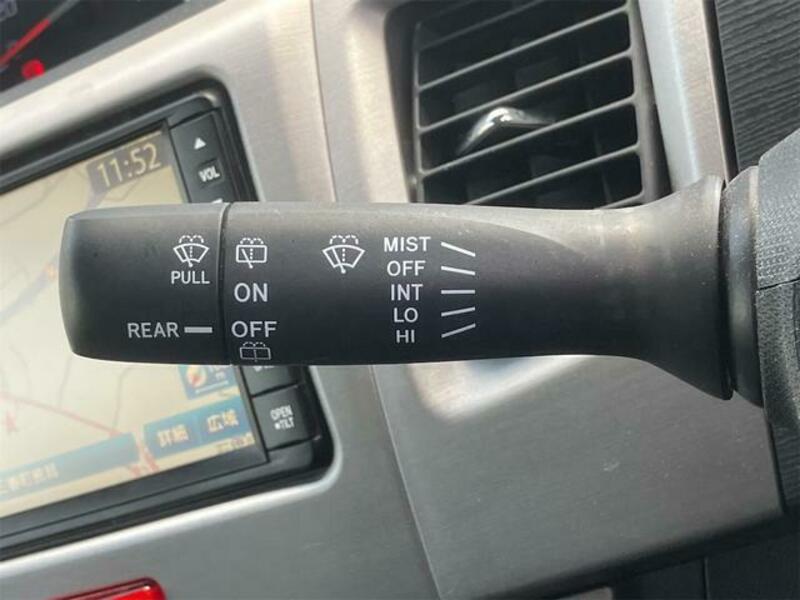 11:52
VOL
MIST
PULL
OFF
ON
INT
LO
REAR
OFF
HI
OPEN
TILT
詳細
広域